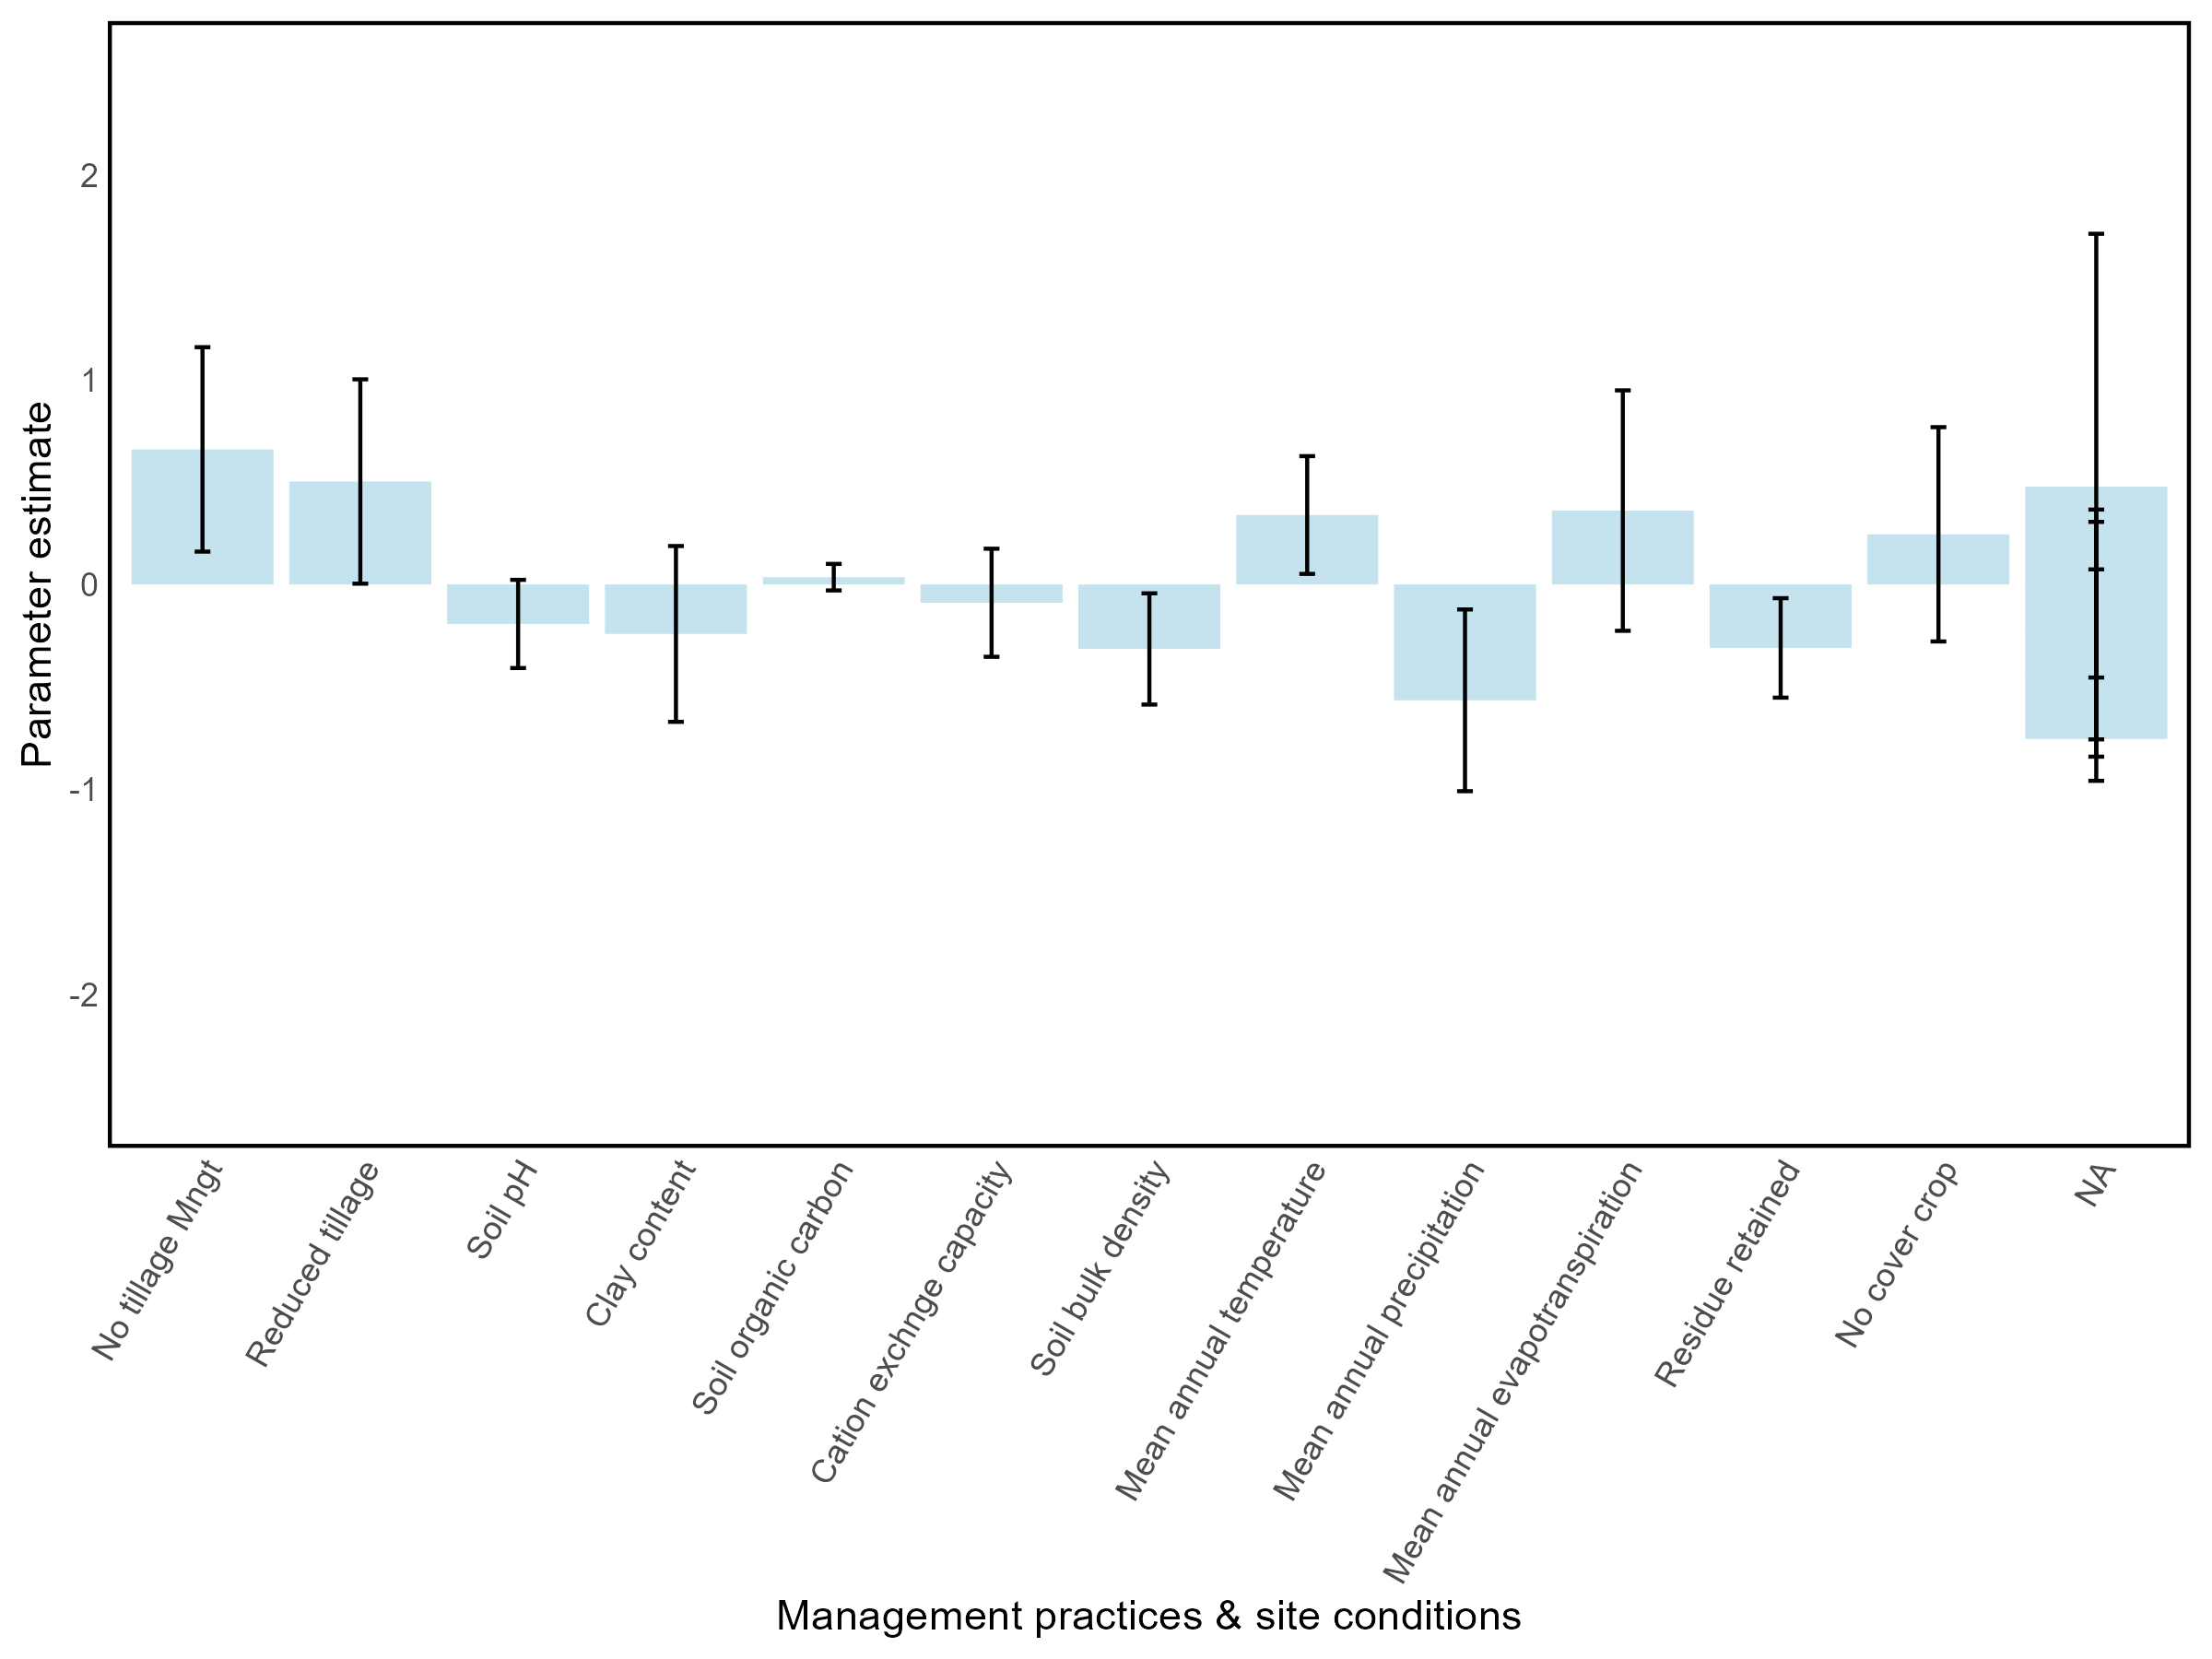 Parameter estimate
2
1
0
-1
-2
No tillage Mngt
Reduced tillage
Soil pH
Clay content
Soil organic carbon
Cation exchnge capacity
Soil bulk density
Mean annual temperature
Mean annual precipitation
Mean annual evapotranspiration
Residue retained
No cover crop
NA
Management practices & site conditions